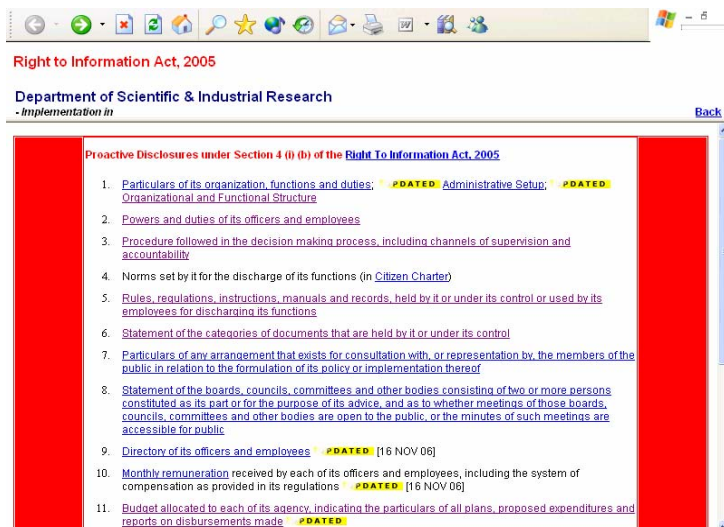 Right to Information Act, 2005
Department of Scientific & Industrial Research
- Implementation in
Back
Proactive Disclosures under Section 4 (i) (b) of the Right To Information Act, 2005
1. Particulars of its organization, functions and duties; UPDATED Administrative Setup; UPDATED
Organizational and Functional Structure
2. Powers and duties of its officers and employees
3. Procedure followed in the decision making process, including channels of supervision and
accountability
4. Norms set by it for the discharge of its functions (in Citizen Charter)
5. Rules, regulations, instructions, manuals and records, held by it or under its control or used by its
employees for discharging its functions
6. Statement of the categories of documents that are held by it or under its control
7. Particulars of any arrangement that exists for consultation with, or representation by, the members of the
public in relation to the formulation of its policy or implementation thereof
8. Statement of the boards, councils, committees and other bodies consisting of two or more persons
constituted as its part or for the purpose of its advice, and as to whether meetings of those boards,
councils, committees and other bodies are open to the public, or the minutes of such meetings are
accessible for public
9. Directory of its officers and employees UPDATED [16 NOV 06]
10. Monthly remuneration received by each of its officers and employees, including the system of
compensation as provided in its regulations UPDATED [16 NOV 06]
11. Budget allocated to each of its agency, indicating the particulars of all plans, proposed expenditures and
reports on disbursements made UPDATED